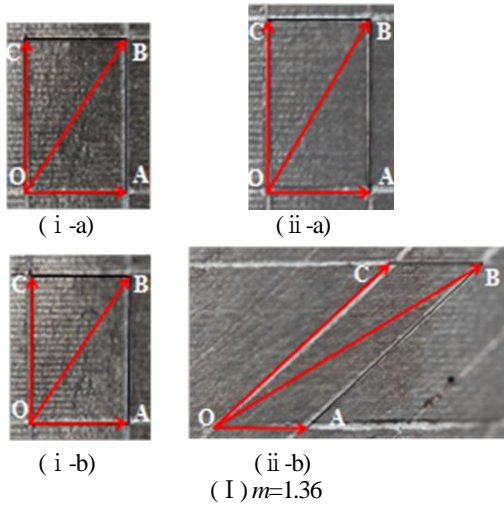 C B C B
O A O A
(ⅰ-a) (ⅱ-a)
C B C B
O A O A
(ⅰ-b) (ⅱ-b)
(Ⅰ) m=1.36